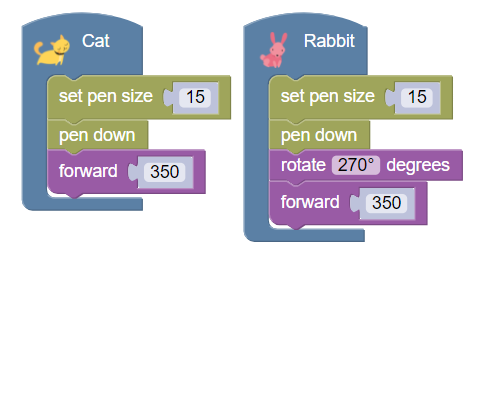 Cat
set pen size 15
pen down
forward 350
Rabbit
set pen size 15
pen down
rotate 270° degrees
forward 350